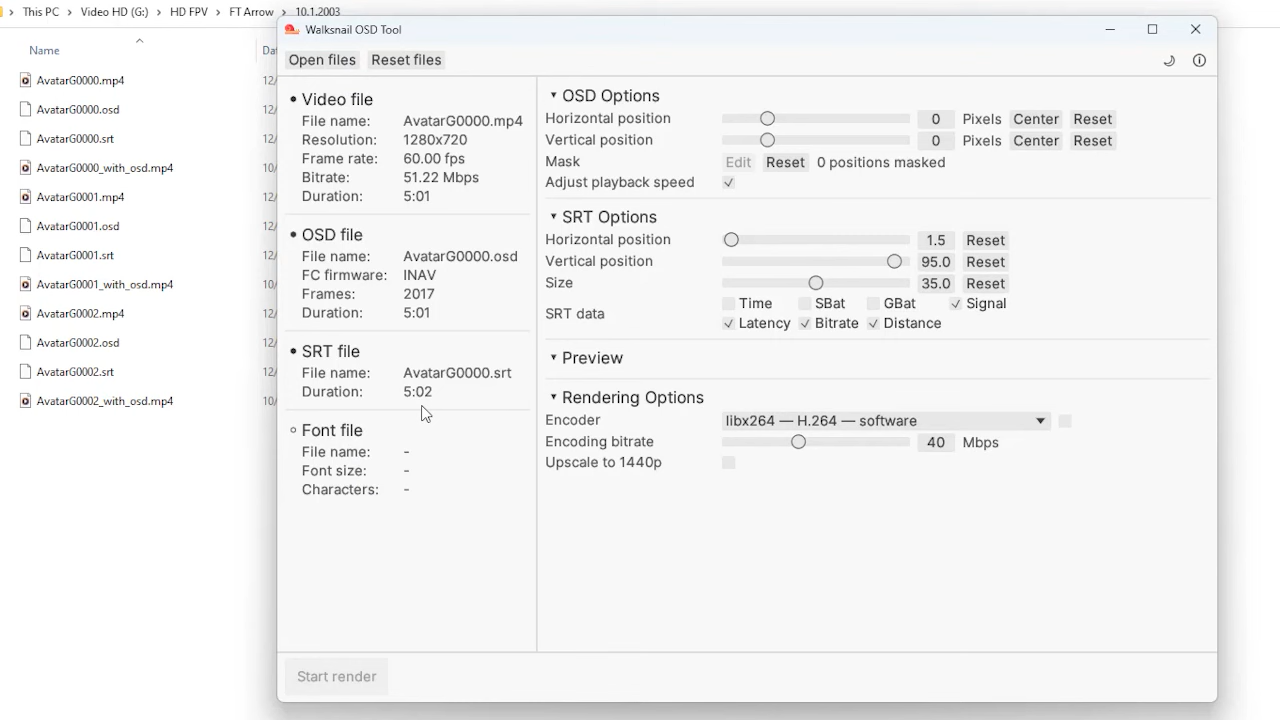 This PC > Video HD (G:) > HD FPV > FT Arrow > 10.1.2003
Name
AvatarG0000.mp4 12/
AvatarG0000.osd 12/
AvatarG0000.srt 12/
AvatarG0000_with_osd.mp4 10/
AvatarG0001.mp4 12/
AvatarG0001.osd 12/
AvatarG0001.srt 12/
AvatarG0001_with_osd.mp4 10/
AvatarG0002.mp4 12/
AvatarG0002.osd 12/
AvatarG0002.srt 12/
AvatarG0002_with_osd.mp4 10/
Walksnail OSD Tool
Open files Reset files
Video file
File name: AvatarG0000.mp4
Resolution: 1280x720
Frame rate: 60.00 fps
Bitrate: 51.22 Mbps
Duration: 5:01
OSD file
File name: AvatarG0000.osd
FC firmware: INAV
Frames: 2017
Duration: 5:01
SRT file
File name: AvatarG0000.srt
Duration: 5:02
Font file
File name: -
Font size: -
Characters: -
OSD Options
Horizontal position 0 Pixels Center Reset
Vertical position 0 Pixels Center Reset
Mask Edit Reset 0 positions masked
Adjust playback speed
SRT Options
Horizontal position 1.5 Reset
Vertical position 95.0 Reset
Size 35.0 Reset
SRT data Time SBat GBat Signal
Latency Bitrate Distance
Preview
Rendering Options
Encoder libx264 — H.264 — software
Encoding bitrate 40 Mbps
Upscale to 1440p
Start render